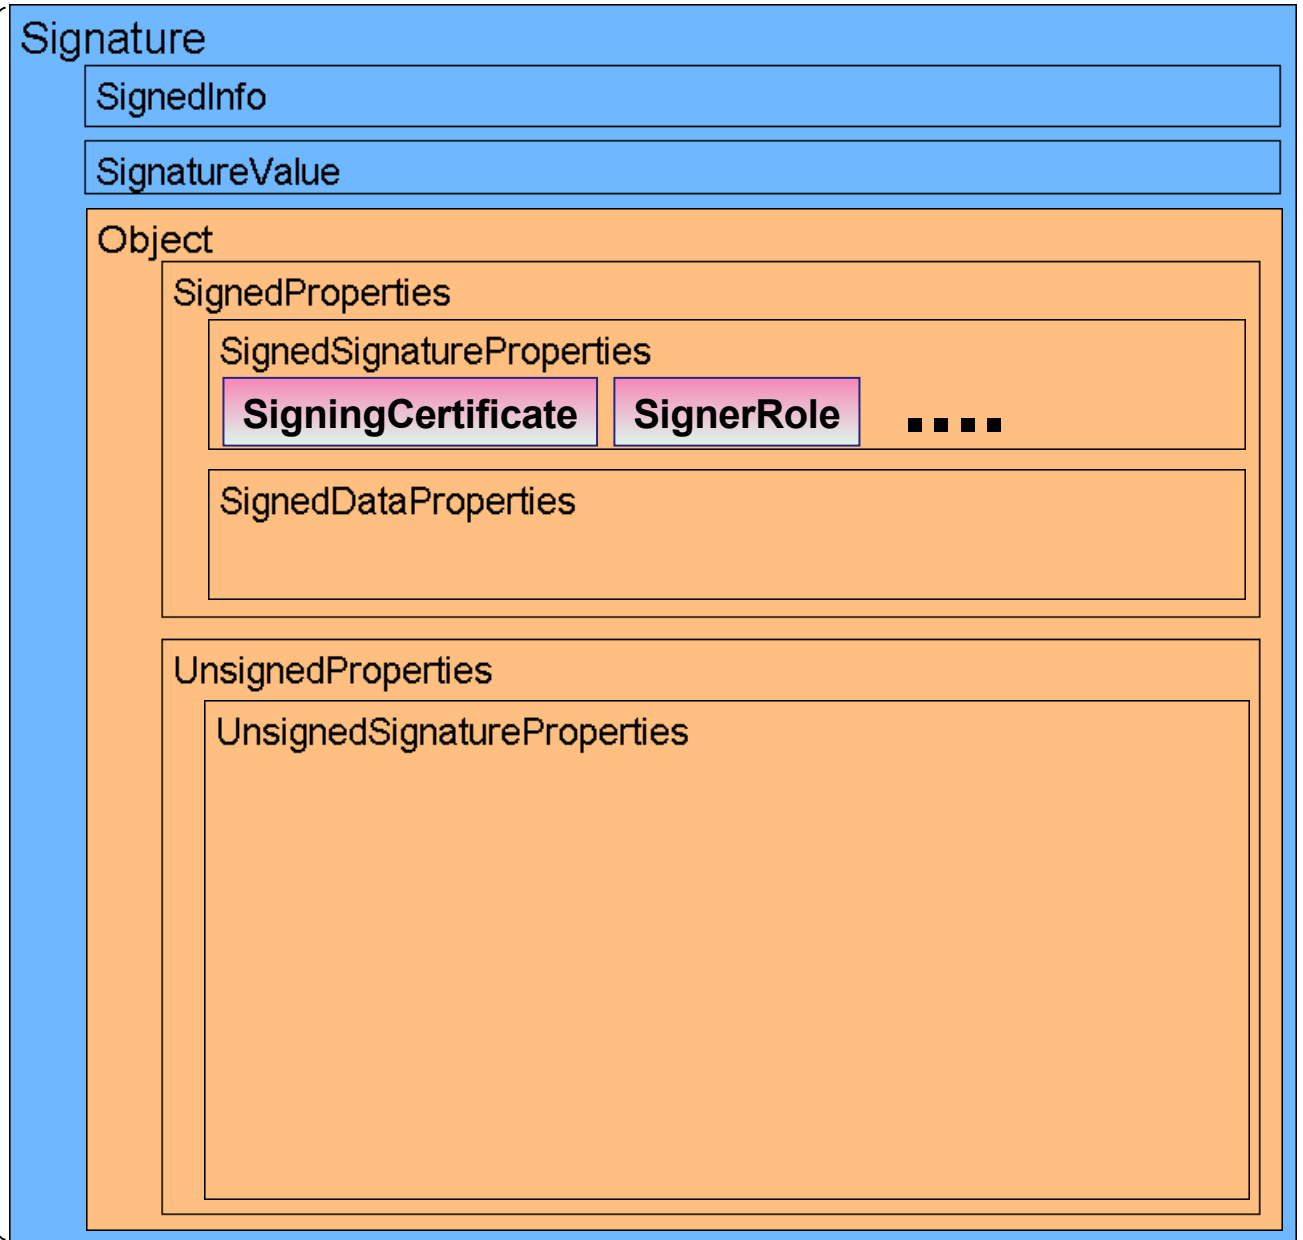 Signature
SignedInfo
SignatureValue
Object
SignedProperties
SignedSignatureProperties
SigningCertificate SignerRole ....
SignedDataProperties
UnsignedProperties
UnsignedSignatureProperties